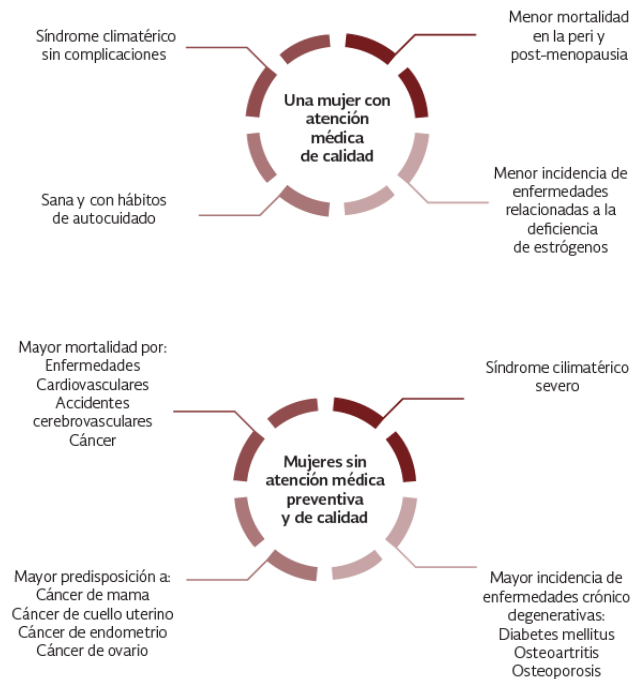 Síndrome climatérico
sin complicaciones
Menor mortalidad
en la peri y
post-menopausia
Una mujer con
atención
médica
de calidad
Sana y con hábitos
de autocuidado
Menor incidencia de
enfermedades
relacionadas a la
deficiencia
de estrógenos
Mayor mortalidad por:
Enfermedades
Cardiovasculares
Accidentes
cerebrovasculares
Cáncer
Síndrome cilimatérico
severo
Mujeres sin
atención médica
preventiva
y de calidad
Mayor predisposición a:
Cáncer de mama
Cáncer de cuello uterino
Cáncer de endometrio
Cáncer de ovario
Mayor incidencia de
enfermedades crónico
degenerativas:
Diabetes mellitus
Osteoartritis
Osteoporosis